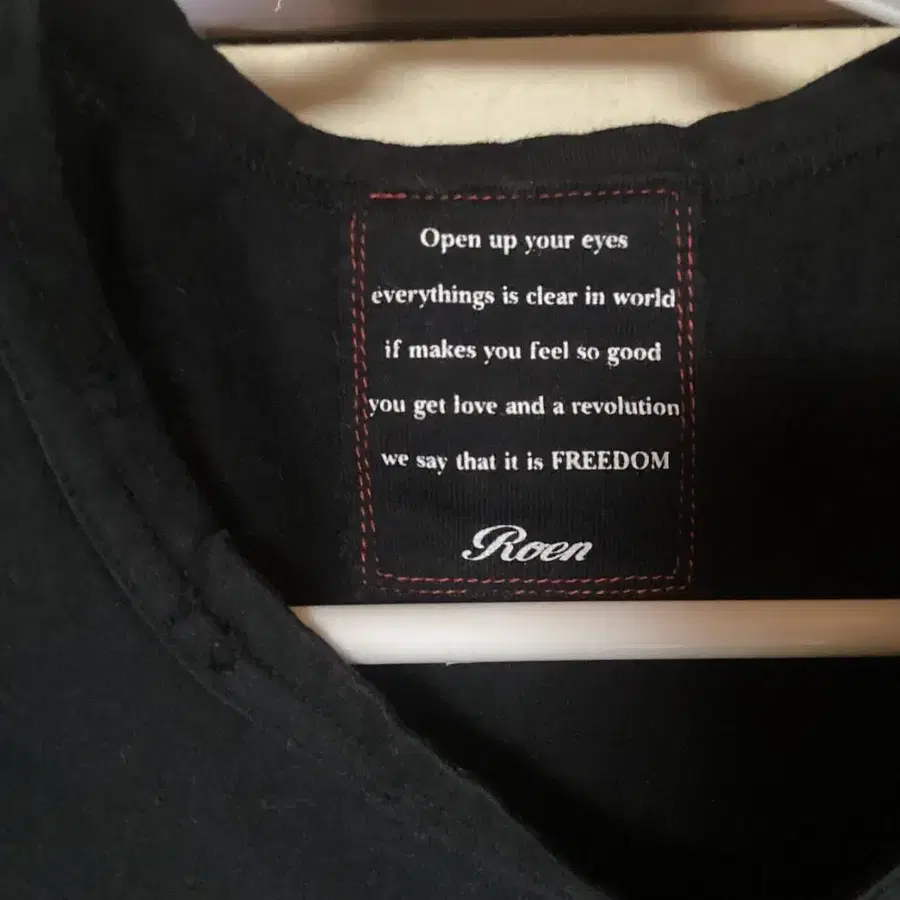 Open up your eyes
everythings is clear in world
if makes you feel so good
you get love and a revolution
we say that it is FREEDOM
Roen